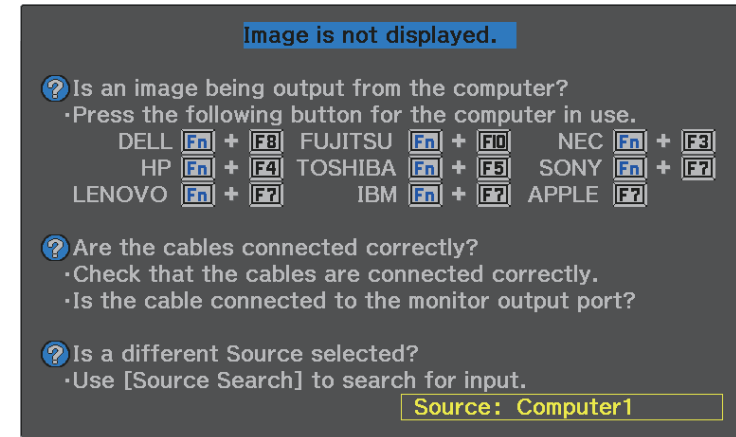 Image is not displayed.
? Is an image being output from the computer?
·Press the following button for the computer in use.
DELL Fn + F8 FUJITSU Fn + F10 NEC Fn + F3
HP Fn + F4 TOSHIBA Fn + F5 SONY Fn + F7
LENOVO Fn + F7 IBM Fn + F7 APPLE F7
? Are the cables connected correctly?
·Check that the cables are connected correctly.
·Is the cable connected to the monitor output port?
? Is a different Source selected?
·Use [Source Search] to search for input.
Source: Computer1